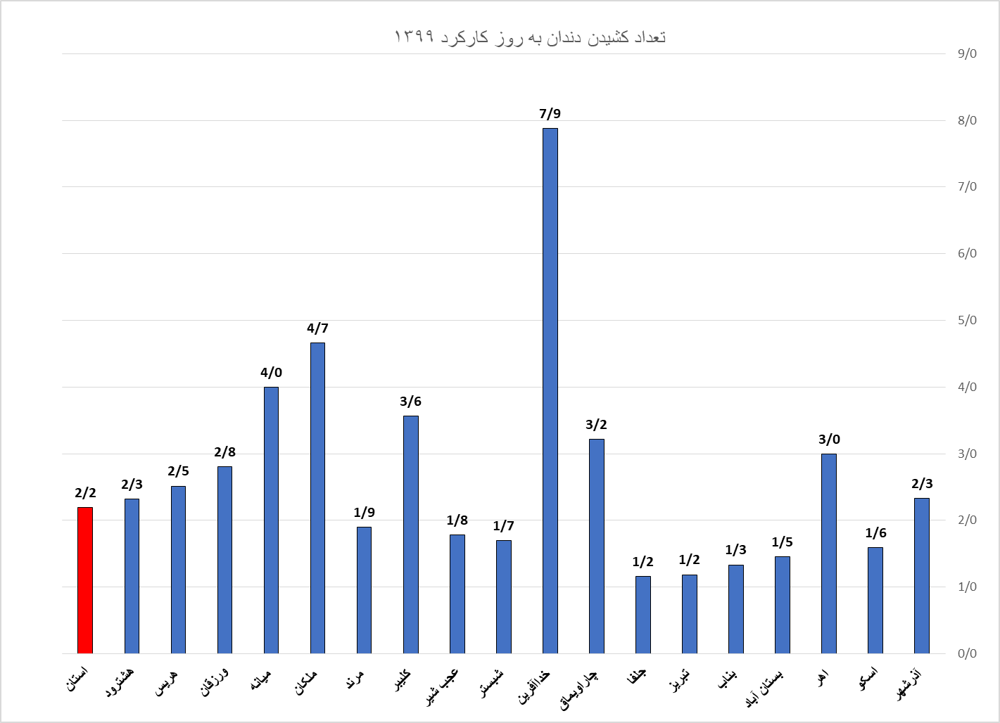 تعداد کشیدن دندان به روز کارکرد ۱۳۹۹
9/0
8/0
7/0
6/0
5/0
4/0
3/0
2/0
1/0
0/0
2/3
1/6
3/0
1/5
1/3
1/2
1/2
3/2
7/9
1/7
1/8
3/6
1/9
4/7
4/0
2/8
2/5
2/3
2/2
آذرشهر
اسکو
اهر
بستان آباد
بناب
تبریز
جلفا
چاراویماق
خداآفرین
شبستر
عجب شیر
کلیبر
مرند
ملکان
میانه
ورزقان
هریس
هشترود
استان